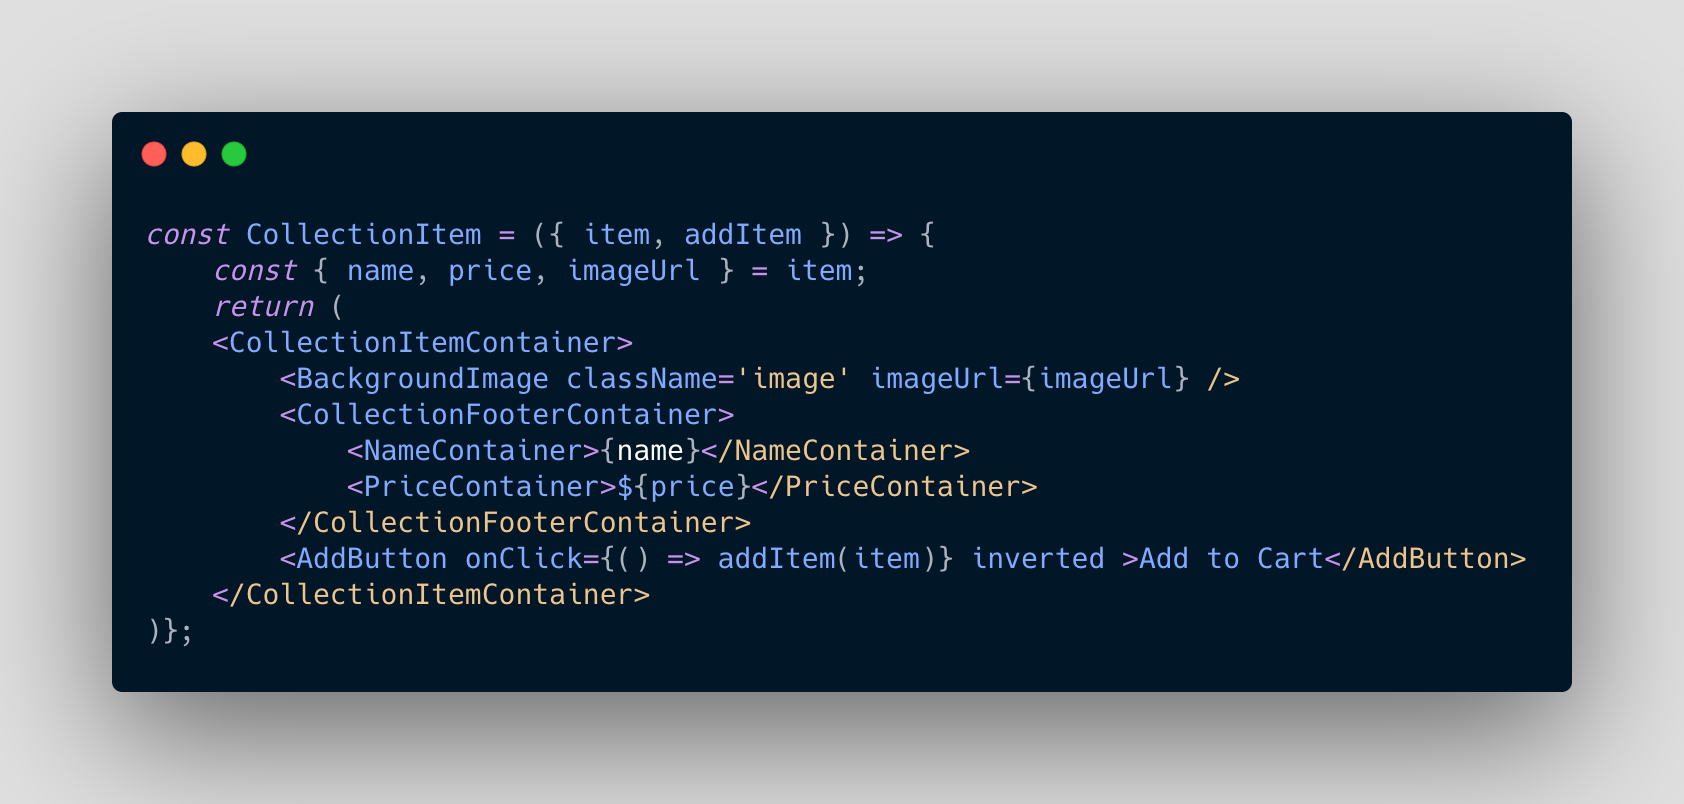 const CollectionItem = ({ item, addItem }) => {
    const { name, price, imageUrl } = item;
    return (
    <CollectionItemContainer>
        <BackgroundImage className='image' imageUrl={imageUrl} />
        <CollectionFooterContainer>
            <NameContainer>{name}</NameContainer>
            <PriceContainer>${price}</PriceContainer>
        </CollectionFooterContainer>
        <AddButton onClick={() => addItem(item)} inverted >Add to Cart</AddButton>
    </CollectionItemContainer>
)};